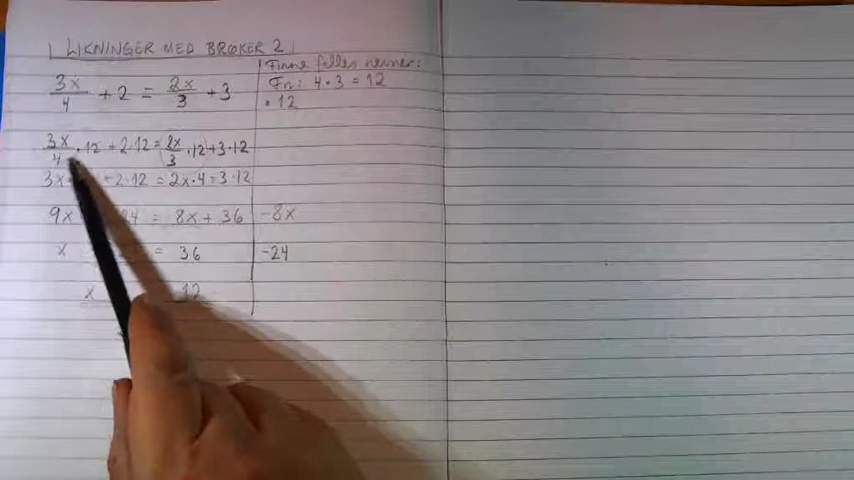 LIKNINGER MED BRØKER 2
Finne felles nevner:
3x/4 + 2 = 2x/3 + 3
Fn: 4·3 = 12
·12
3x/4 ·12 + 2·12 = 2x/3 ·12 + 3·12
3x + 2·12 = 2x·4 + 3·12
9x 24 = 8x + 36 -8x
x = 36 -24
x 12